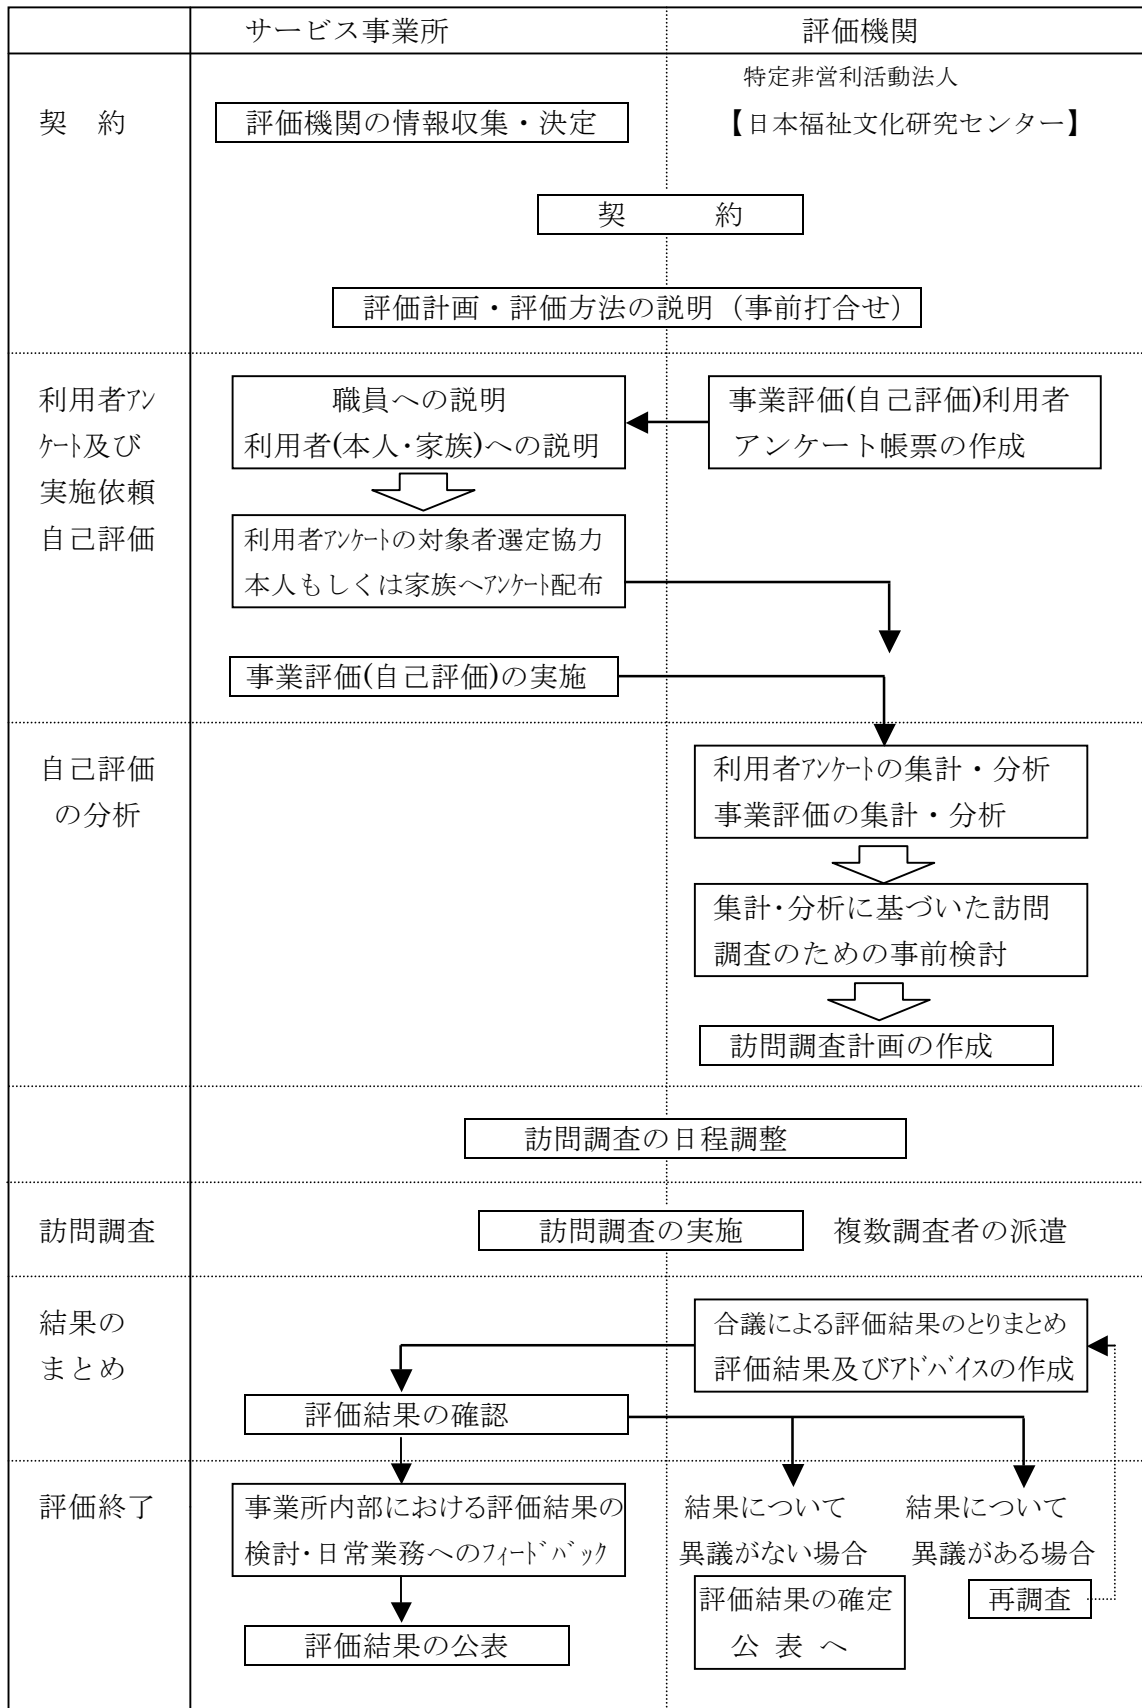 サービス事業所
評価機関
契　約
評価機関の情報収集・決定
特定非営利活動法人
【日本福祉文化研究センター】
契　　約
評価計画・評価方法の説明（事前打合せ）
利用者ｱﾝ
ｹｰﾄ及び
実施依頼
自己評価
職員への説明
利用者(本人・家族)への説明
事業評価(自己評価)利用者
アンケート帳票の作成
利用者ｱﾝｹｰﾄの対象者選定協力
本人もしくは家族へｱﾝｹｰﾄ配布
事業評価(自己評価)の実施
自己評価
の分析
利用者ｱﾝｹｰﾄの集計・分析
事業評価の集計・分析
集計・分析に基づいた訪問
調査のための事前検討
訪問調査計画の作成
訪問調査の日程調整
訪問調査
訪問調査の実施
複数調査者の派遣
結果の
まとめ
合議による評価結果のとりまとめ
評価結果及びｱﾄﾞﾊﾞｲｽの作成
評価結果の確認
評価終了
事業所内部における評価結果の
検討・日常業務へのﾌｨｰﾄﾞﾊﾞｯｸ
評価結果の公表
結果について
異議がない場合
評価結果の確定
公 表 へ
結果について
異議がある場合
再調査